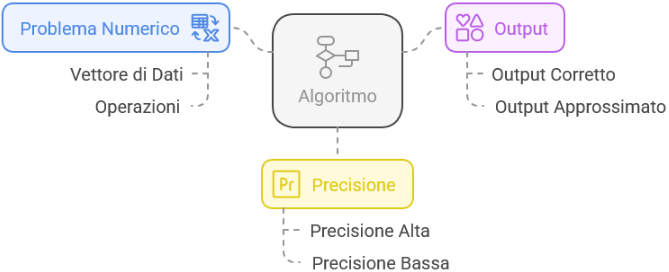 Problema Numerico
Vettore di Dati
Operazioni
Algoritmo
Output
Output Corretto
Output Approssimato
Pr Precisione
Precisione Alta
Precisione Bassa